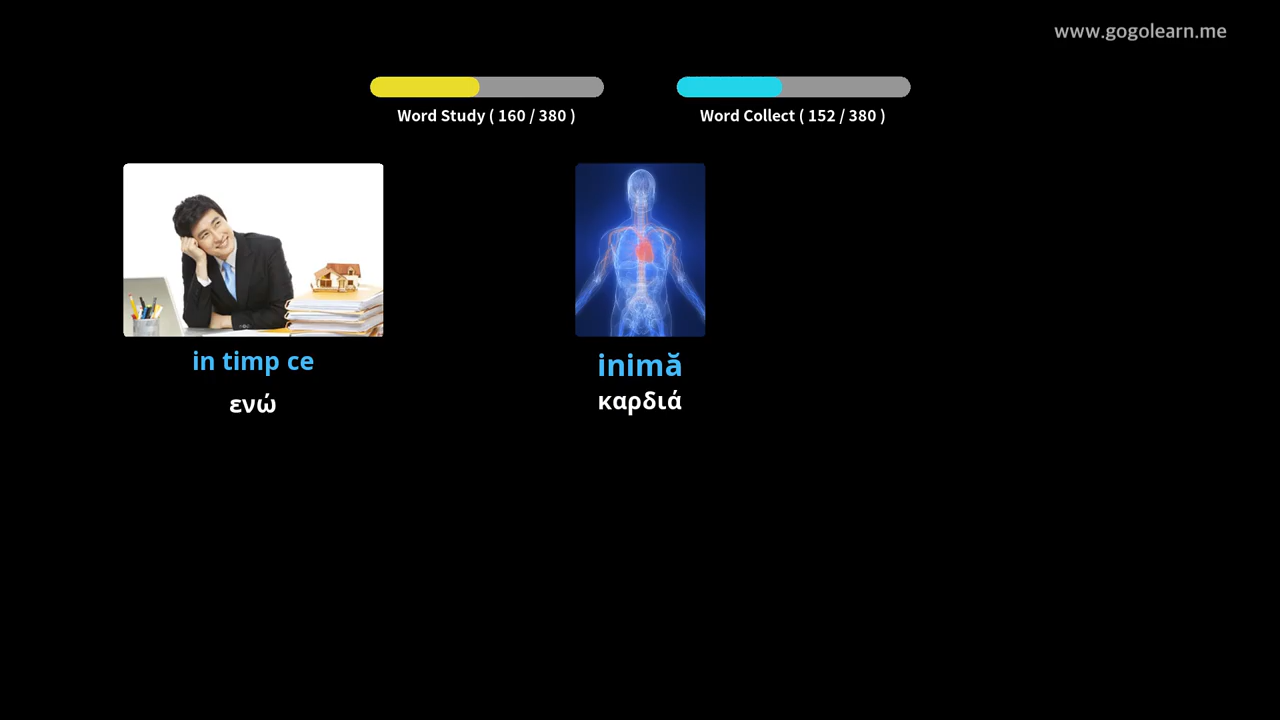 www.gogolearn.me
Word Study ( 160 / 380 )
Word Collect ( 152 / 380 )
in timp ce
ενώ
inimă
καρδιά